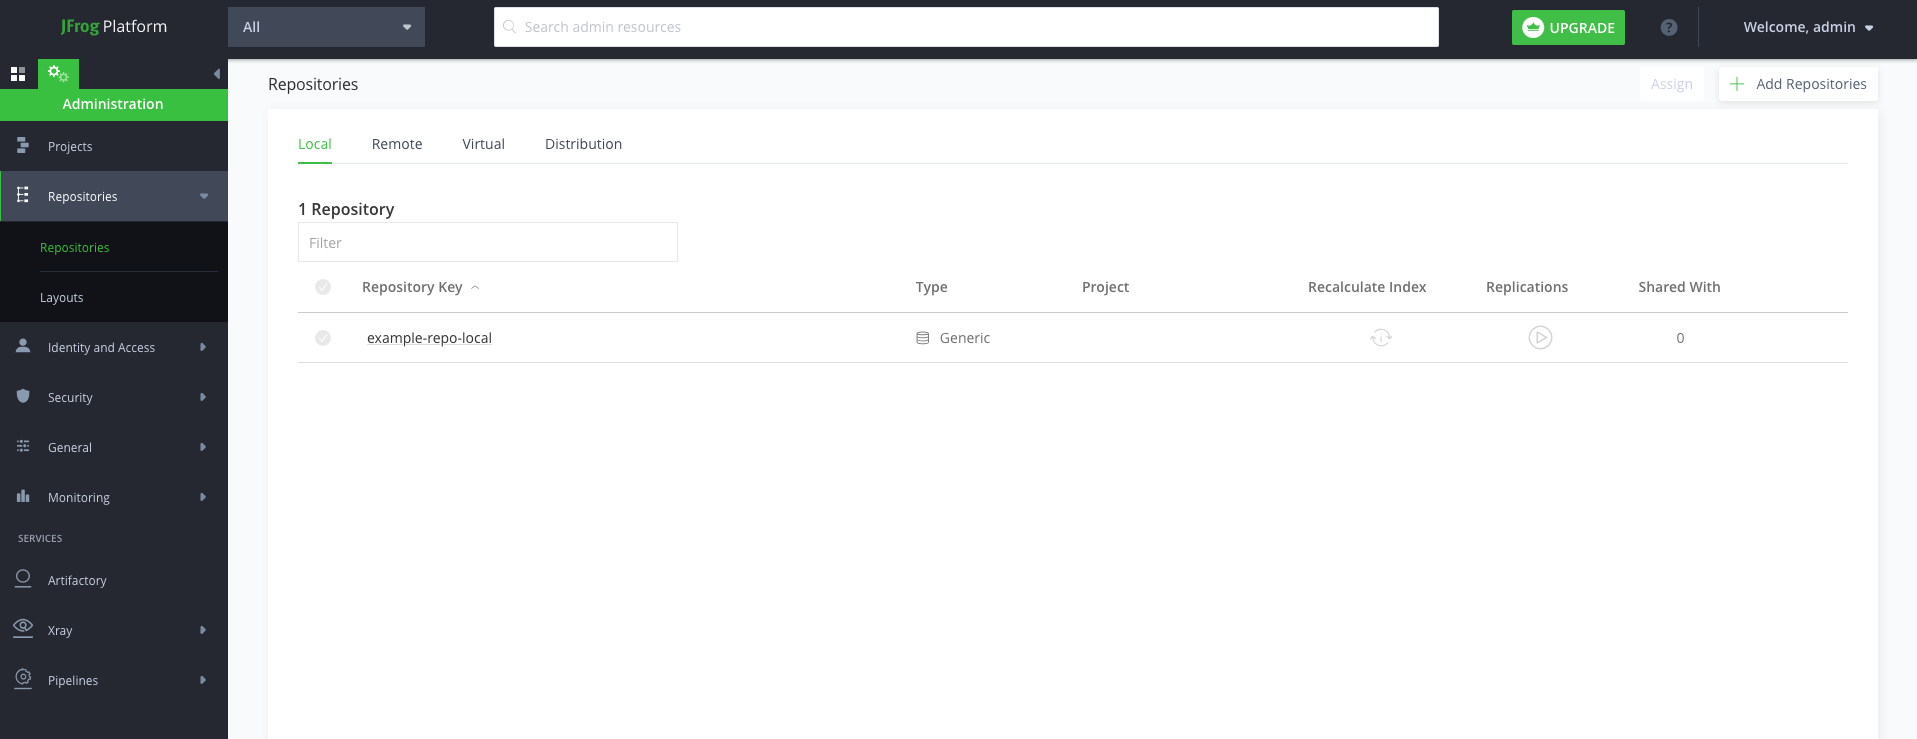 JFrog Platform
All
Search admin resources
UPGRADE
?
Welcome, admin
Administration
Projects
Repositories
Repositories
Layouts
Identity and Access
Security
General
Monitoring
SERVICES
Artifactory
Xray
Pipelines
Repositories
Assign
Add Repositories
Local Remote Virtual Distribution
1 Repository
Filter
Repository Key Type Project Recalculate Index Replications Shared With
example-repo-local Generic 0